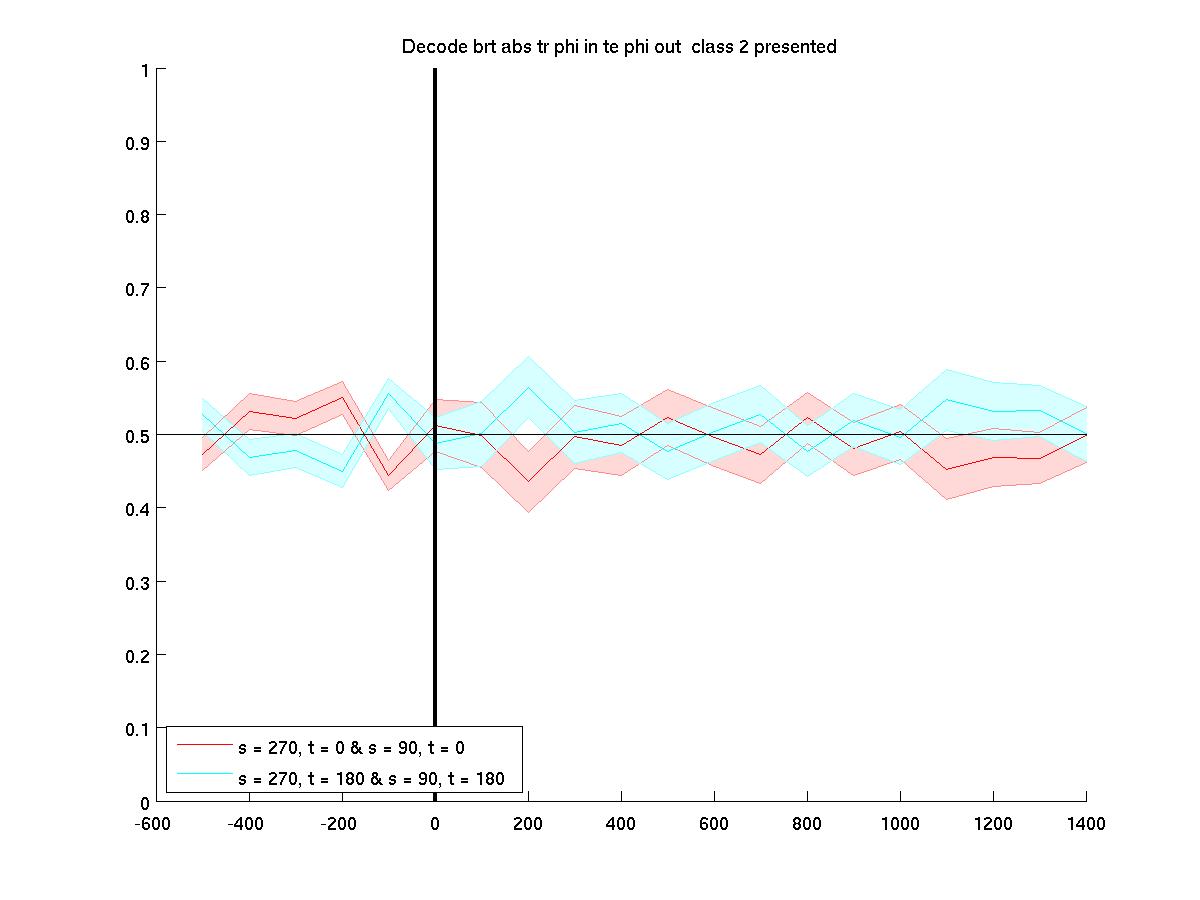 Decode brt abs tr phi in te phi out  class 2 presented
1
0.9
0.8
0.7
0.6
0.5
0.4
0.3
0.2
0.1
0
s = 270, t = 0 & s = 90, t = 0
s = 270, t = 180 & s = 90, t = 180
-600 -400 -200 0 200 400 600 800 1000 1200 1400